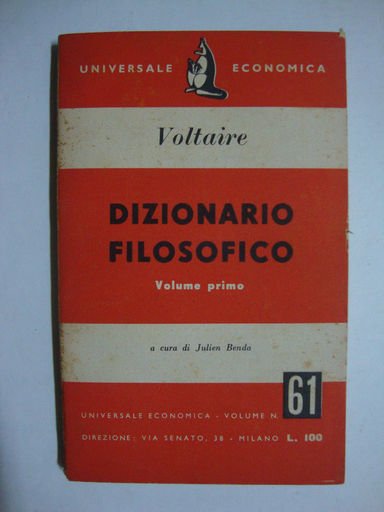 UNIVERSALE ECONOMICA
Voltaire
DIZIONARIO
FILOSOFICO
Volume primo
a cura di Julien Benda
UNIVERSALE ECONOMICA - VOLUME N. 61
DIREZIONE: VIA SENATO, 38 - MILANO L. 100